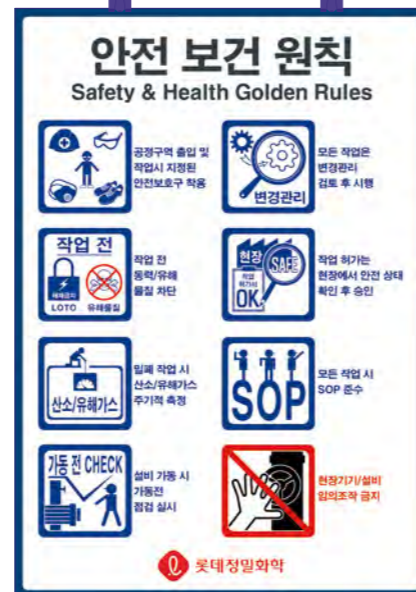 안전 보건 원칙
Safety & Health Golden Rules
공정구역 출입 및
작업시 지정된
안전보호구 착용
변경관리
모든 작업은
변경관리
검토 후 시행
작업 전
LOTO 유해물질
작업 전
동력/유해
물질 차단
현장
SAFE
작업
허가서
OK
작업 허가는
현장에서 안전 상태
확인 후 승인
산소/유해가스
밀폐 작업 시
산소/유해가스
주기적 측정
SOP
모든 작업 시
SOP 준수
가동 전 CHECK
설비 가동 시
가동전
점검 실시
현장기기/설비
임의조작 금지
롯데정밀화학